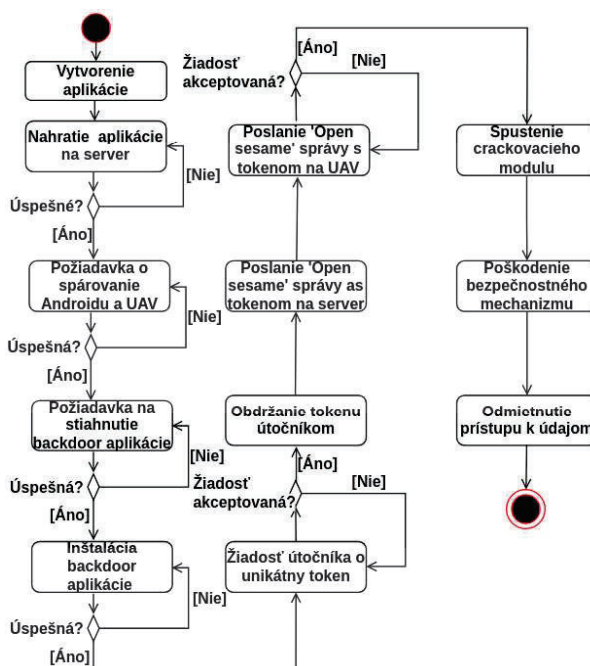 Vytvorenie
aplikácie
Nahratie aplikácie
na server
[Nie]
Úspešné?
[Áno]
Požiadavka o
spárovanie
Androidu a UAV
[Nie]
Úspešná?
[Áno]
Požiadavka na
stiahnutie
backdoor aplikácie
[Nie]
Úspešná?
[Áno]
Inštalácia
backdoor
aplikácie
[Nie]
Úspešná?
[Áno]
Žiadosť útočníka o
unikátny token
Žiadosť
akceptovaná?
[Nie]
[Áno]
Obdržanie tokenu
útočníkom
Poslanie 'Open
sesame' správy as
tokenom na server
Poslanie 'Open
sesame' správy s
tokenom na UAV
Žiadosť
akceptovaná?
[Nie]
[Áno]
Spustenie
crackovacieho
modulu
Poškodenie
bezpečnostného
mechanizmu
Odmietnutie
prístupu k údajom